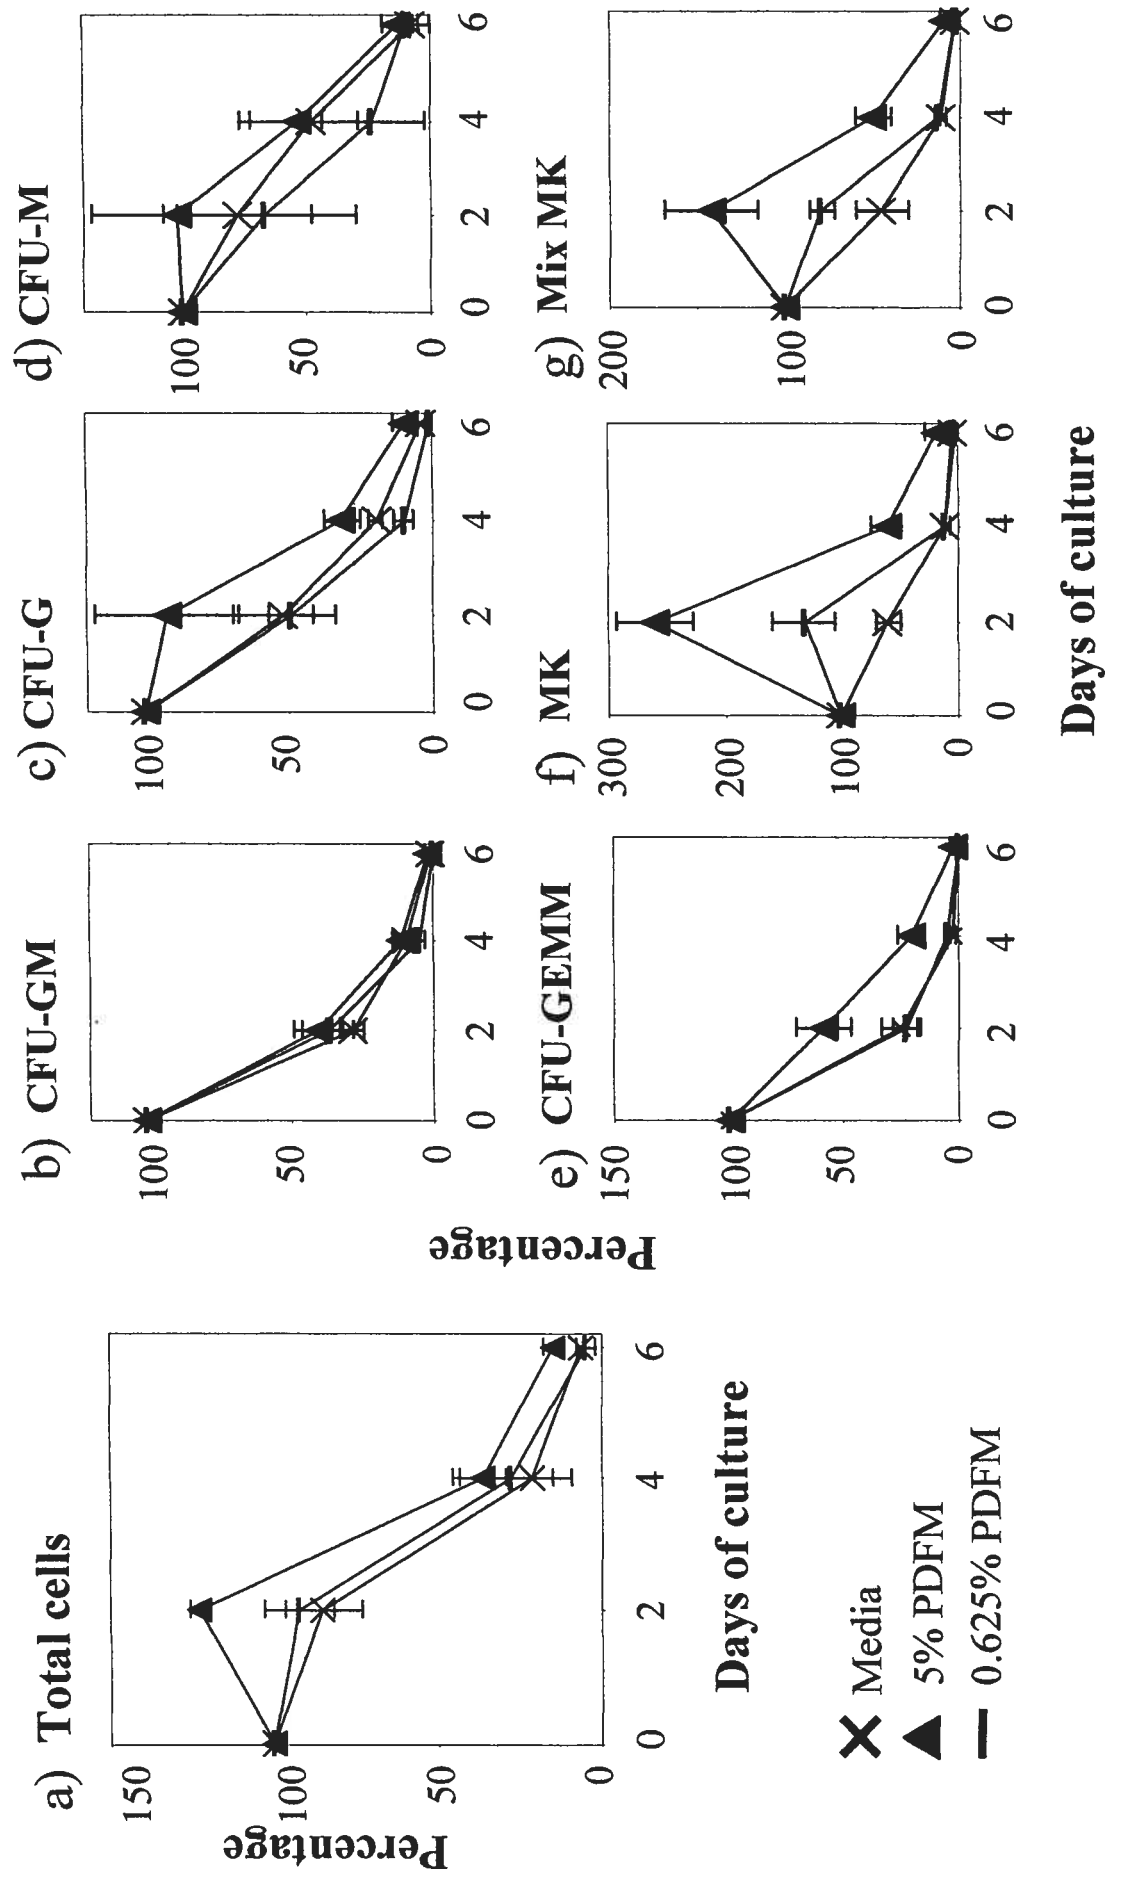 a) Total cells
Percentage
150
100
50
0
0 2 4 6
Days of culture
× Media
▲ 5% PDFM
— 0.625% PDFM
Percentage
b) CFU-GM
100
50
0
0 2 4 6
c) CFU-G
100
50
0
0 2 4 6
d) CFU-M
100
50
0
0 2 4 6
e) CFU-GEMM
150
100
50
0
0 2 4 6
f) MK
300
200
100
0
0 2 4 6
g) Mix MK
200
100
0
0 2 4 6
Days of culture